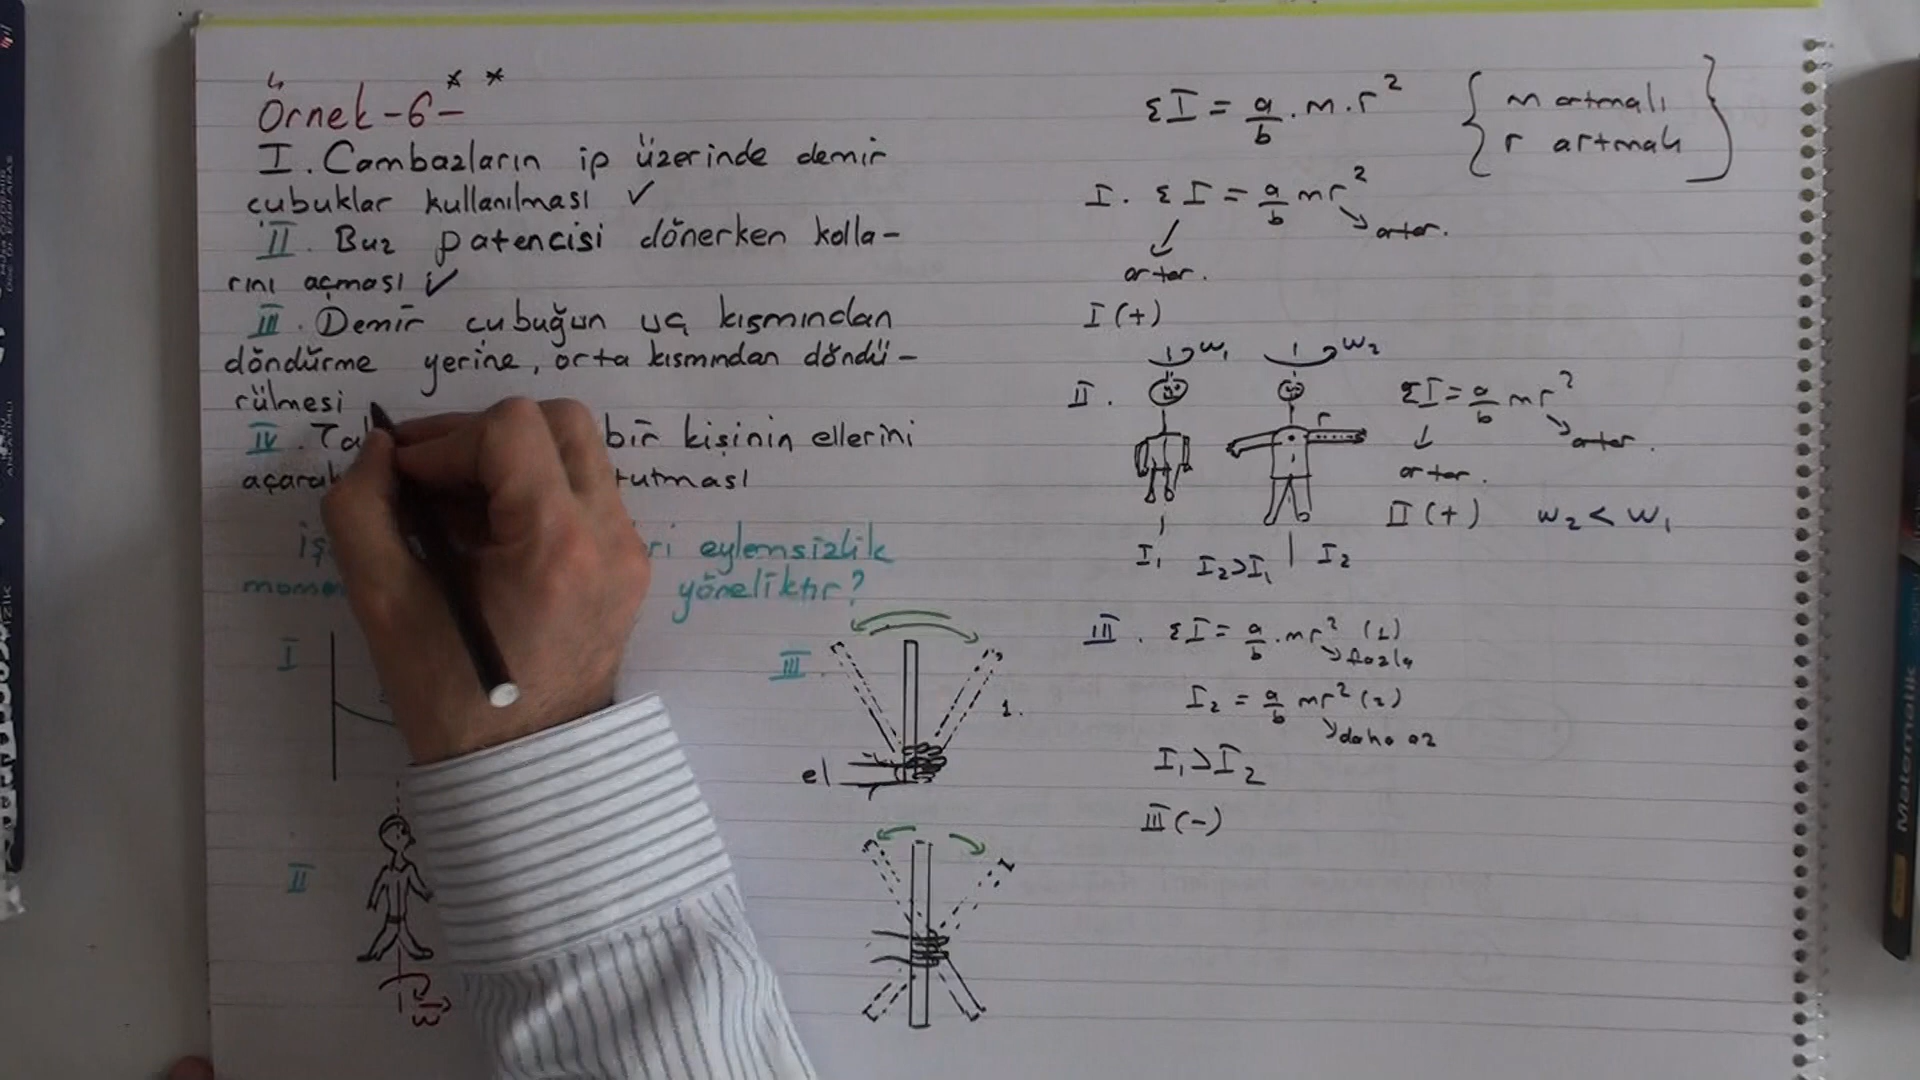 Örnek-6-
I. Cambazların ip üzerinde demir
çubuklar kullanılması ✓
II. Buz patencisi dönerken kolla-
rını açması ✓
III. Demir çubuğun uç kısmından
döndürme yerine, orta kısmından döndü-
rülmesi
IV. bir kişinin ellerini
tutması
eylemsizlik
yöneliktir?
I
II
w
III.
1.
el
ΣI = a/b . m . r² { m artmalı
r artmalı }
I. ΣI = a/b mr²
artar.
artar.
I (+)
w₁ w₂
II. r ΣI = a/b mr²
artar.
artar.
II (+) w₂ < w₁
I₁ I₂>I₁ I₂
III. ΣI = a/b . mr² (1)
fazla
I₂ = a/b mr² (2)
daha az
I₁>I₂
III (-)
Matematik